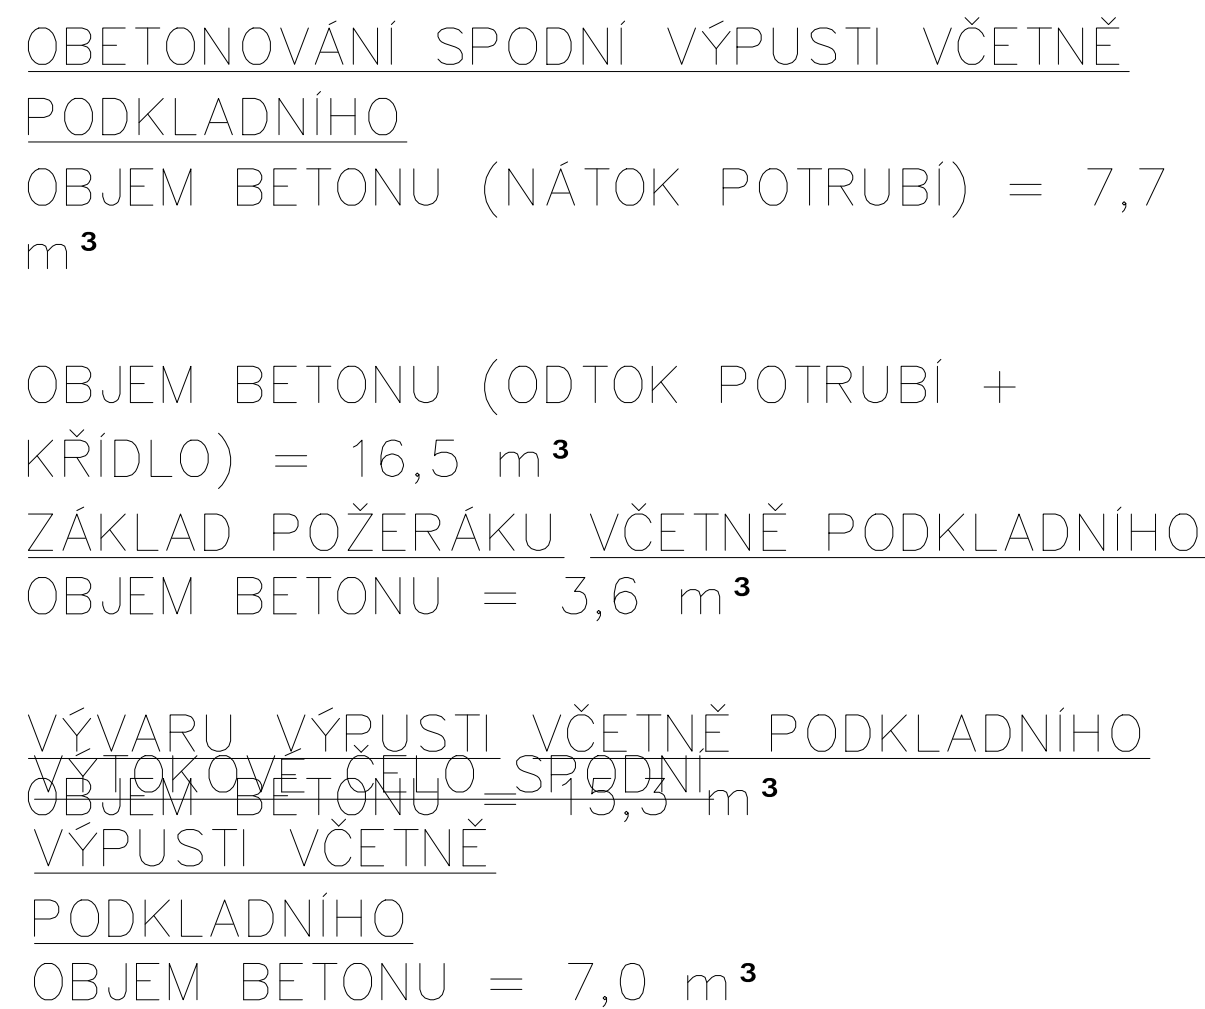 OBETONOVÁNÍ SPODNÍ VÝPUSTI VČETNĚ
PODKLADNÍHO
OBJEM BETONU (NÁTOK POTRUBÍ) = 7,7
m³
OBJEM BETONU (ODTOK POTRUBÍ +
KŘÍDLO) = 16,5 m³
ZÁKLAD POŽERÁKU VČETNĚ PODKLADNÍHO
OBJEM BETONU = 3,6 m³
VÝVARU VÝPUSTI VČETNĚ PODKLADNÍHO
OBJEM BETONU = 15,3 m³
VÝTOKOVÉ ČELO SPODNÍ
VÝPUSTI VČETNĚ
PODKLADNÍHO
OBJEM BETONU = 7,0 m³